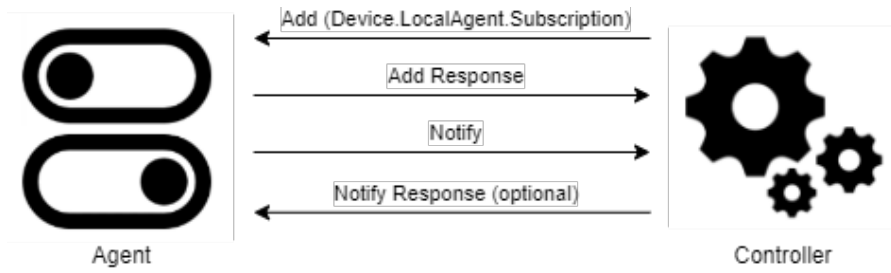 Add (Device.LocalAgent.Subscription)
Add Response
Notify
Notify Response (optional)
Agent
Controller